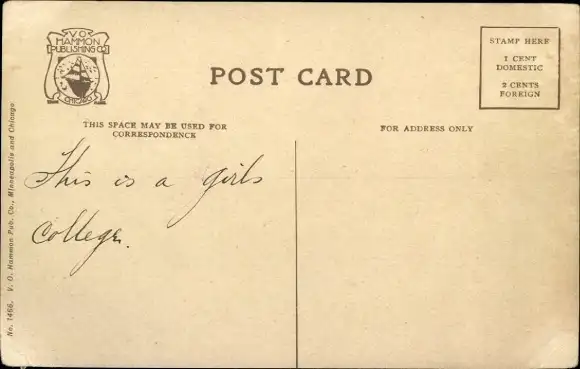 V.O.
HAMMON
PUBLISHING CO
CHICAGO
POST CARD
STAMP HERE
1 CENT
DOMESTIC
2 CENTS
FOREIGN
THIS SPACE MAY BE USED FOR
CORRESPONDENCE
FOR ADDRESS ONLY
This is a girls
College.
No. 1466. V. O. Hammon Pub. Co., Minneapolis and Chicago